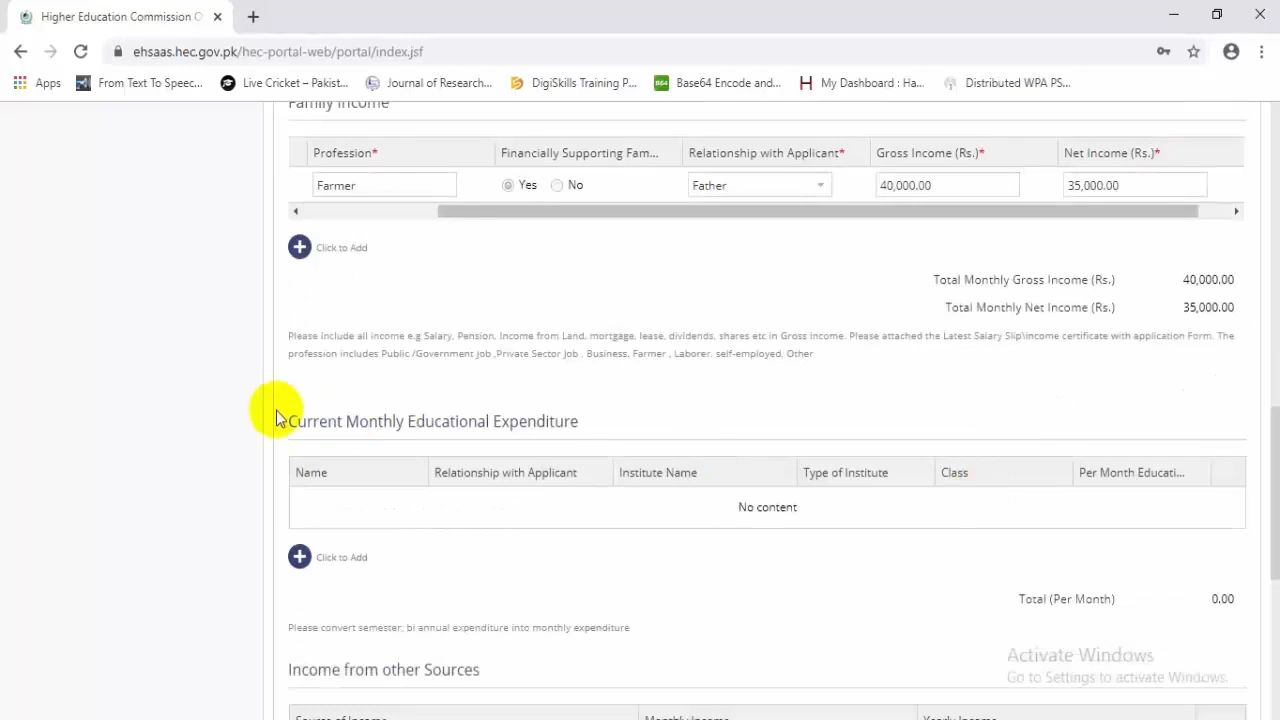 Higher Education Commission O
ehsaas.hec.gov.pk/hec-portal-web/portal/index.jsf
Apps From Text To Speec... Live Cricket – Pakist... Journal of Research... DigiSkills Training P... B64 Base64 Encode and... H My Dashboard : Ha... Distributed WPA PS...
Family Income
Profession* Financially Supporting Fam... Relationship with Applicant* Gross Income (Rs.)* Net Income (Rs.)*
Farmer Yes No Father 40,000.00 35,000.00
Click to Add
Total Monthly Gross Income (Rs.) 40,000.00
Total Monthly Net Income (Rs.) 35,000.00
Please include all income e.g Salary, Pension, Income from Land, mortgage, lease, dividends, shares etc in Gross income. Please attached the Latest Salary Slip\income certificate with application Form. The
profession includes Public /Government Job ,Private Sector Job , Business, Farmer , Laborer, self-employed, Other
Current Monthly Educational Expenditure
Name Relationship with Applicant Institute Name Type of Institute Class Per Month Educati...
No content
Click to Add
Total (Per Month) 0.00
Please convert semester, bi annual expenditure into monthly expenditure
Income from other Sources
Activate Windows
Go to Settings to activate Windows.
Source of Income Monthly Income Yearly Income